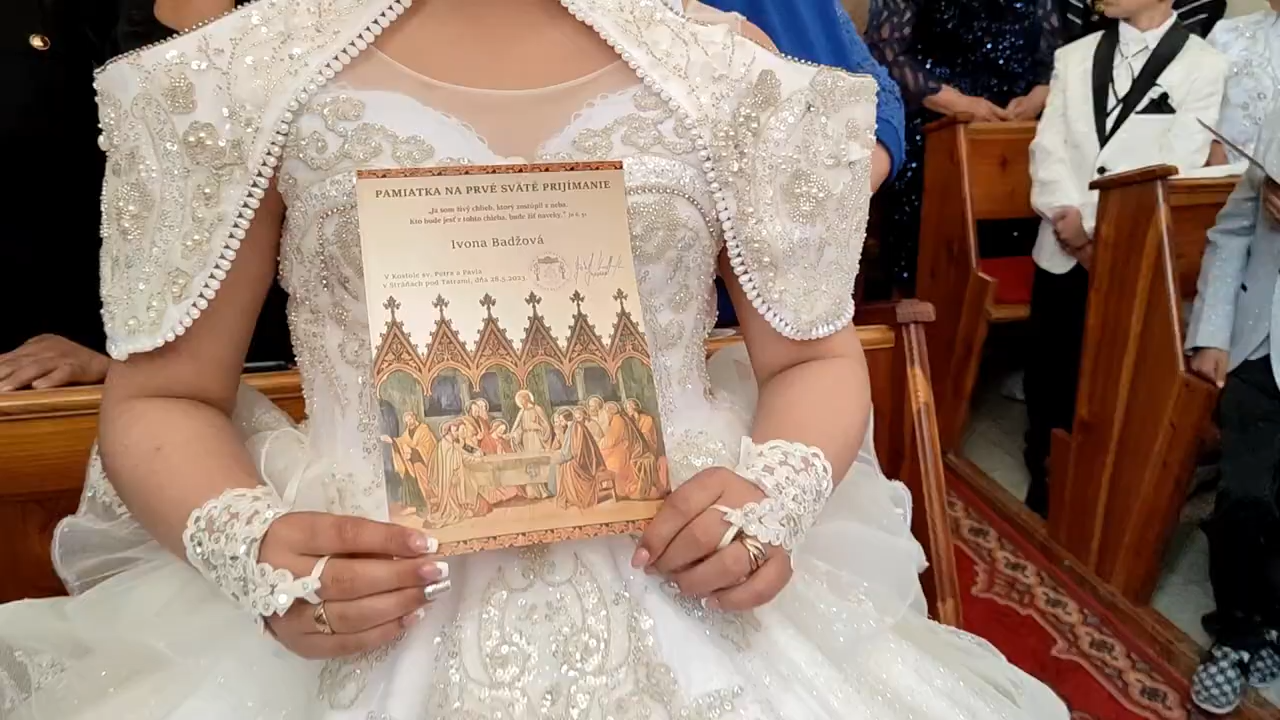 PAMIATKA NA PRVÉ SVÄTÉ PRIJÍMANIE
„Ja som živý chlieb, ktorý zostúpil z neba.
Kto bude jesť z tohto chleba, bude žiť naveky.“ Jn 6, 51
Ivona Badžová
V Kostole sv. Petra a Pavla
v Stráňach pod Tatrami, dňa 28.5.2023